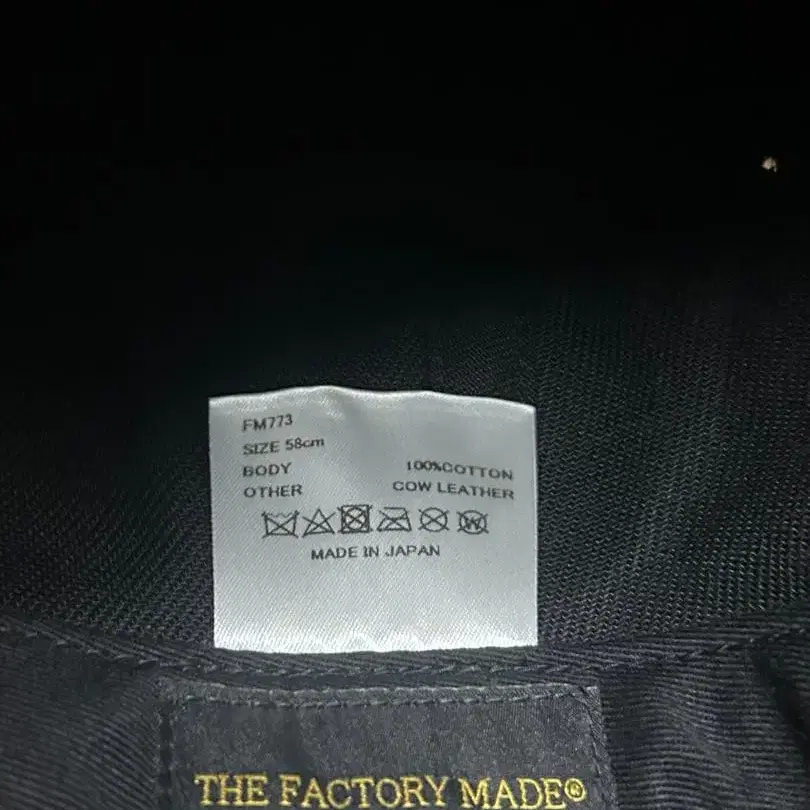 FM773
SIZE 58cm
BODY 100%COTTON
OTHER COW LEATHER
W
MADE IN JAPAN
THE FACTORY MADE®